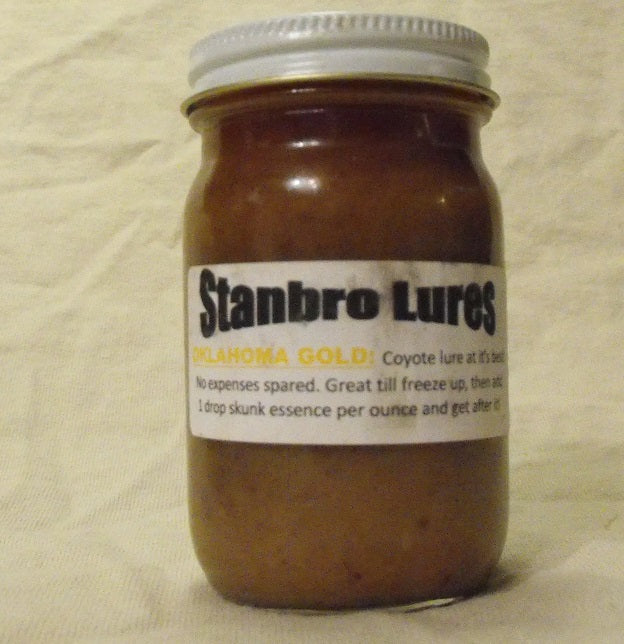 Stanbro Lures
OKLAHOMA GOLD: Coyote lure at it's best
No expenses spared. Great till freeze up, then add
1 drop skunk essence per ounce and get after it!